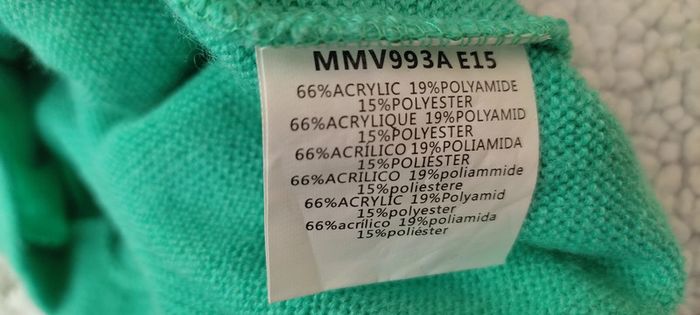 MMV993A E15
66%ACRYLIC 19%POLYAMIDE
15%POLYESTER
66%ACRYLIQUE 19%POLYAMID
15%POLYESTER
66%ACRÍLICO 19%POLIAMIDA
15%POLIÉSTER
66%ACRILICO 19%poliammide
15%poliestere
66%ACRYLIC 19%Polyamid
15%polyester
66%acrílico 19%poliamida
15%poliéster